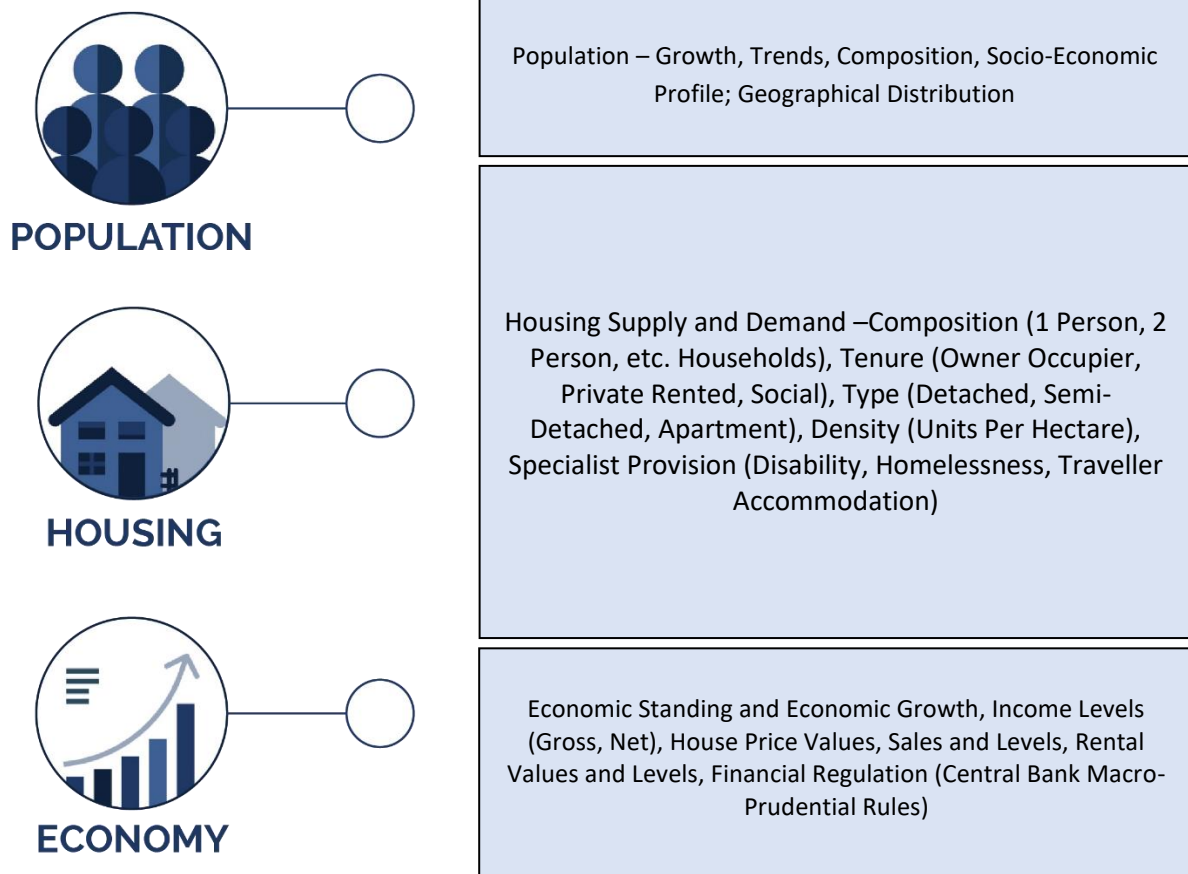 POPULATION
Population – Growth, Trends, Composition, Socio-Economic
Profile; Geographical Distribution
HOUSING
Housing Supply and Demand –Composition (1 Person, 2
Person, etc. Households), Tenure (Owner Occupier,
Private Rented, Social), Type (Detached, Semi-
Detached, Apartment), Density (Units Per Hectare),
Specialist Provision (Disability, Homelessness, Traveller
Accommodation)
ECONOMY
Economic Standing and Economic Growth, Income Levels
(Gross, Net), House Price Values, Sales and Levels, Rental
Values and Levels, Financial Regulation (Central Bank Macro-
Prudential Rules)